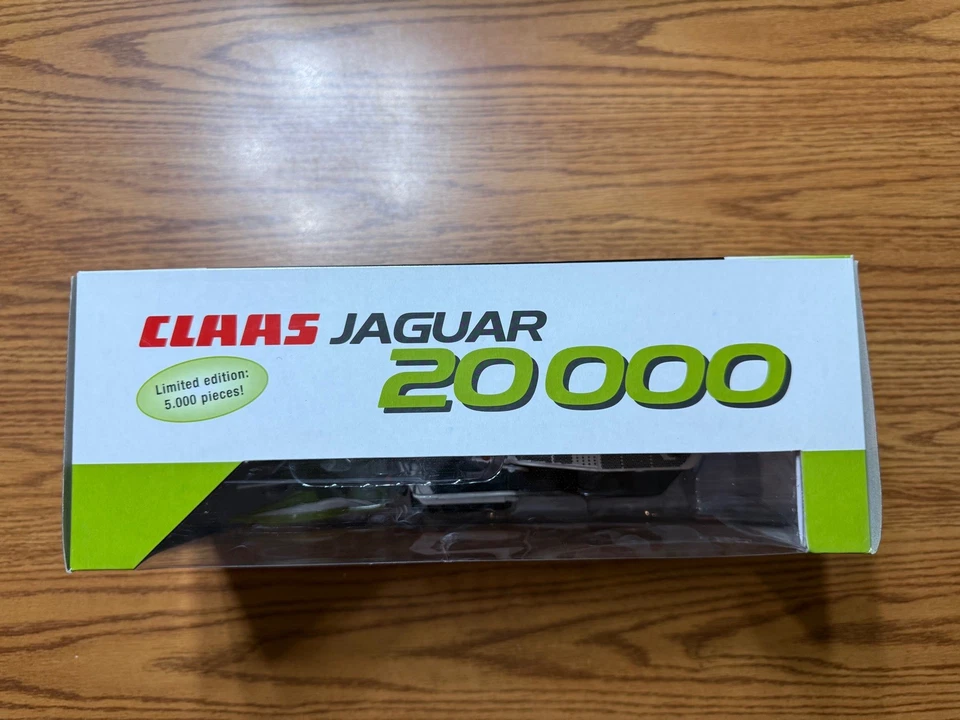 CLAAS JAGUAR
20000
Limited edition:
5.000 pieces!